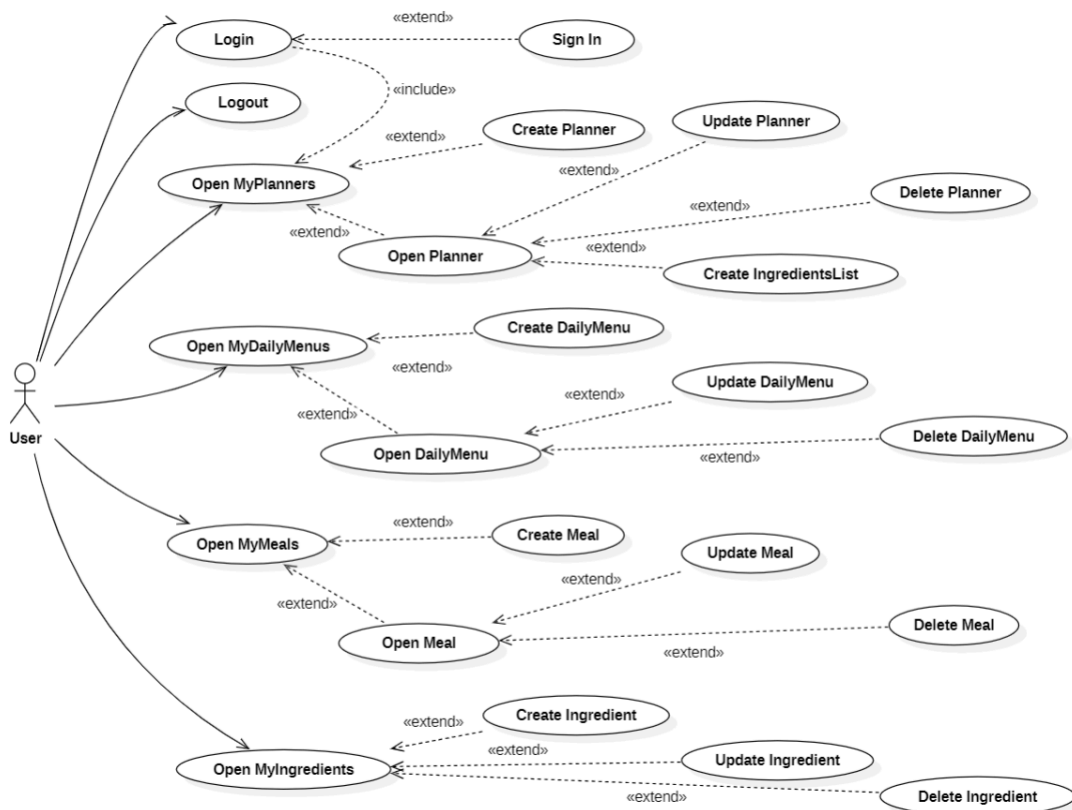 «extend»
Login
Sign In
«include»
Logout
Create Planner
Update Planner
«extend»
«extend»
Open MyPlanners
Delete Planner
«extend»
«extend»
«extend»
Open Planner
Create IngredientsList
Create DailyMenu
Open MyDailyMenus
«extend»
Update DailyMenu
«extend»
«extend»
User
Delete DailyMenu
Open DailyMenu
«extend»
«extend»
Create Meal
Open MyMeals
Update Meal
«extend»
«extend»
Delete Meal
Open Meal
«extend»
Create Ingredient
«extend»
«extend»
Update Ingredient
Open MyIngredients
«extend»
Delete Ingredient